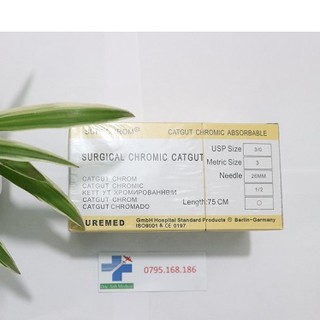 CATGUT CHROMIC ABSORBABLE
SURGICAL CHROMIC CATGUT
CATGUT CHROM
CATGUT CHROMIC
КЕТГУТ ХРОМИРОВАННЫЙ
CATGUT CHROM
CATGUT CHROMADO
USP Size 3/0
Metric Size 3
Needle 26MM
1/2
Length:75 CM
UREMED GmbH Hospital Standard Products ® Berlin-Germany
ISO9001 & CE 0197
0795.168.186